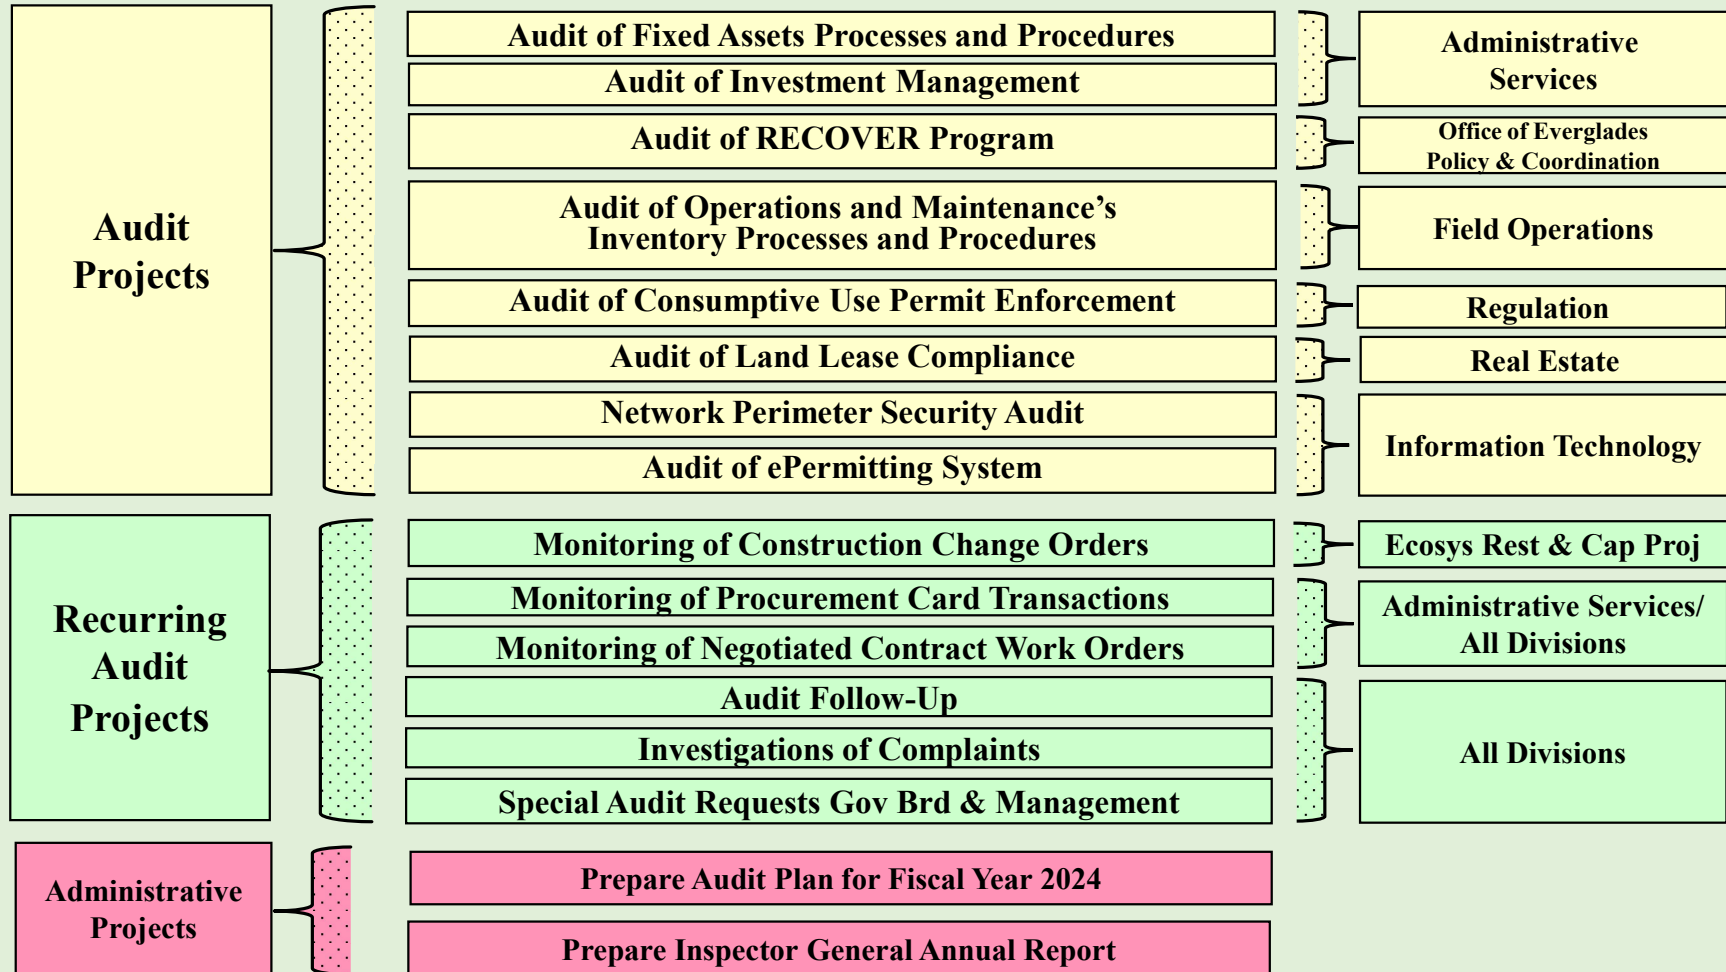 Audit
Projects
Audit of Fixed Assets Processes and Procedures
Audit of Investment Management
Administrative
Services
Audit of RECOVER Program
Office of Everglades
Policy & Coordination
Audit of Operations and Maintenance’s
Inventory Processes and Procedures
Field Operations
Audit of Consumptive Use Permit Enforcement
Regulation
Audit of Land Lease Compliance
Real Estate
Network Perimeter Security Audit
Audit of ePermitting System
Information Technology
Recurring
Audit
Projects
Monitoring of Construction Change Orders
Ecosys Rest & Cap Proj
Monitoring of Procurement Card Transactions
Monitoring of Negotiated Contract Work Orders
Administrative Services/
All Divisions
Audit Follow-Up
Investigations of Complaints
Special Audit Requests Gov Brd & Management
All Divisions
Administrative
Projects
Prepare Audit Plan for Fiscal Year 2024
Prepare Inspector General Annual Report